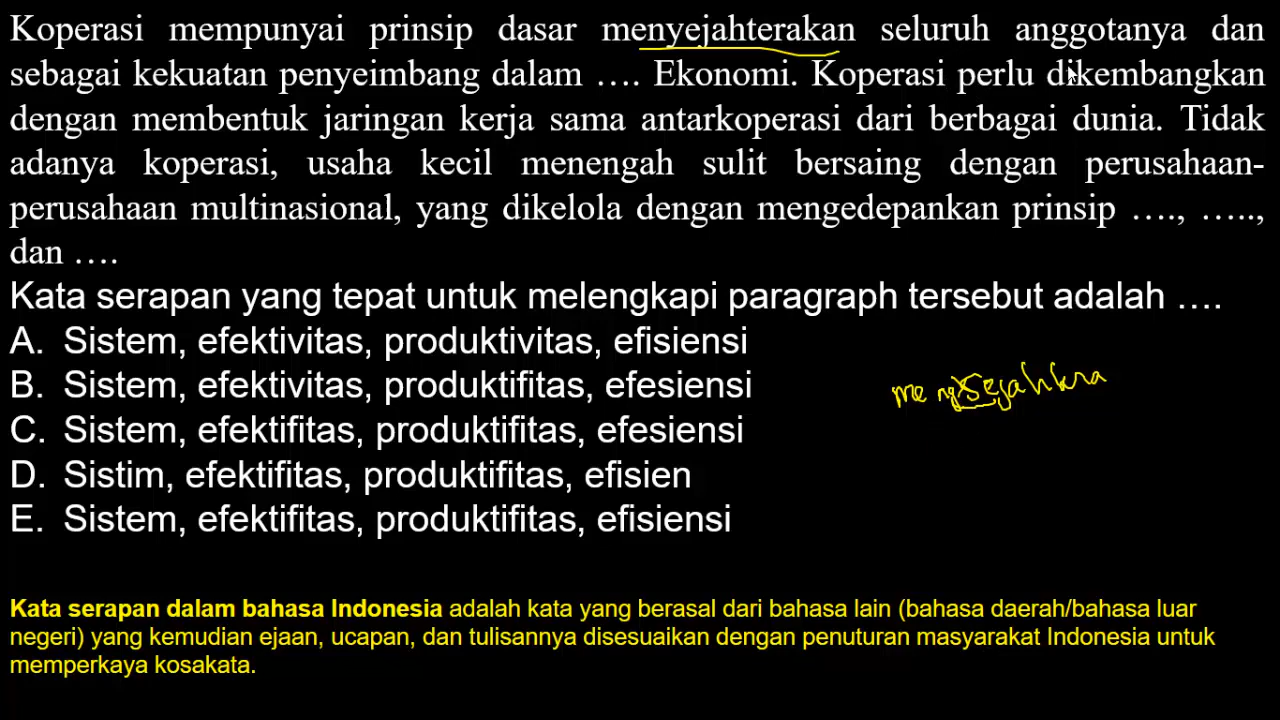 Koperasi mempunyai prinsip dasar menyejahterakan seluruh anggotanya dan
sebagai kekuatan penyeimbang dalam …. Ekonomi. Koperasi perlu dikembangkan
dengan membentuk jaringan kerja sama antarkoperasi dari berbagai dunia. Tidak
adanya koperasi, usaha kecil menengah sulit bersaing dengan perusahaan-
perusahaan multinasional, yang dikelola dengan mengedepankan prinsip …., …..,
dan ….
Kata serapan yang tepat untuk melengkapi paragraph tersebut adalah ….
A. Sistem, efektivitas, produktivitas, efisiensi
B. Sistem, efektivitas, produktifitas, efesiensi
C. Sistem, efektifitas, produktifitas, efesiensi
D. Sistim, efektifitas, produktifitas, efisien
E. Sistem, efektifitas, produktifitas, efisiensi
Kata serapan dalam bahasa Indonesia adalah kata yang berasal dari bahasa lain (bahasa daerah/bahasa luar
negeri) yang kemudian ejaan, ucapan, dan tulisannya disesuaikan dengan penuturan masyarakat Indonesia untuk
memperkaya kosakata.